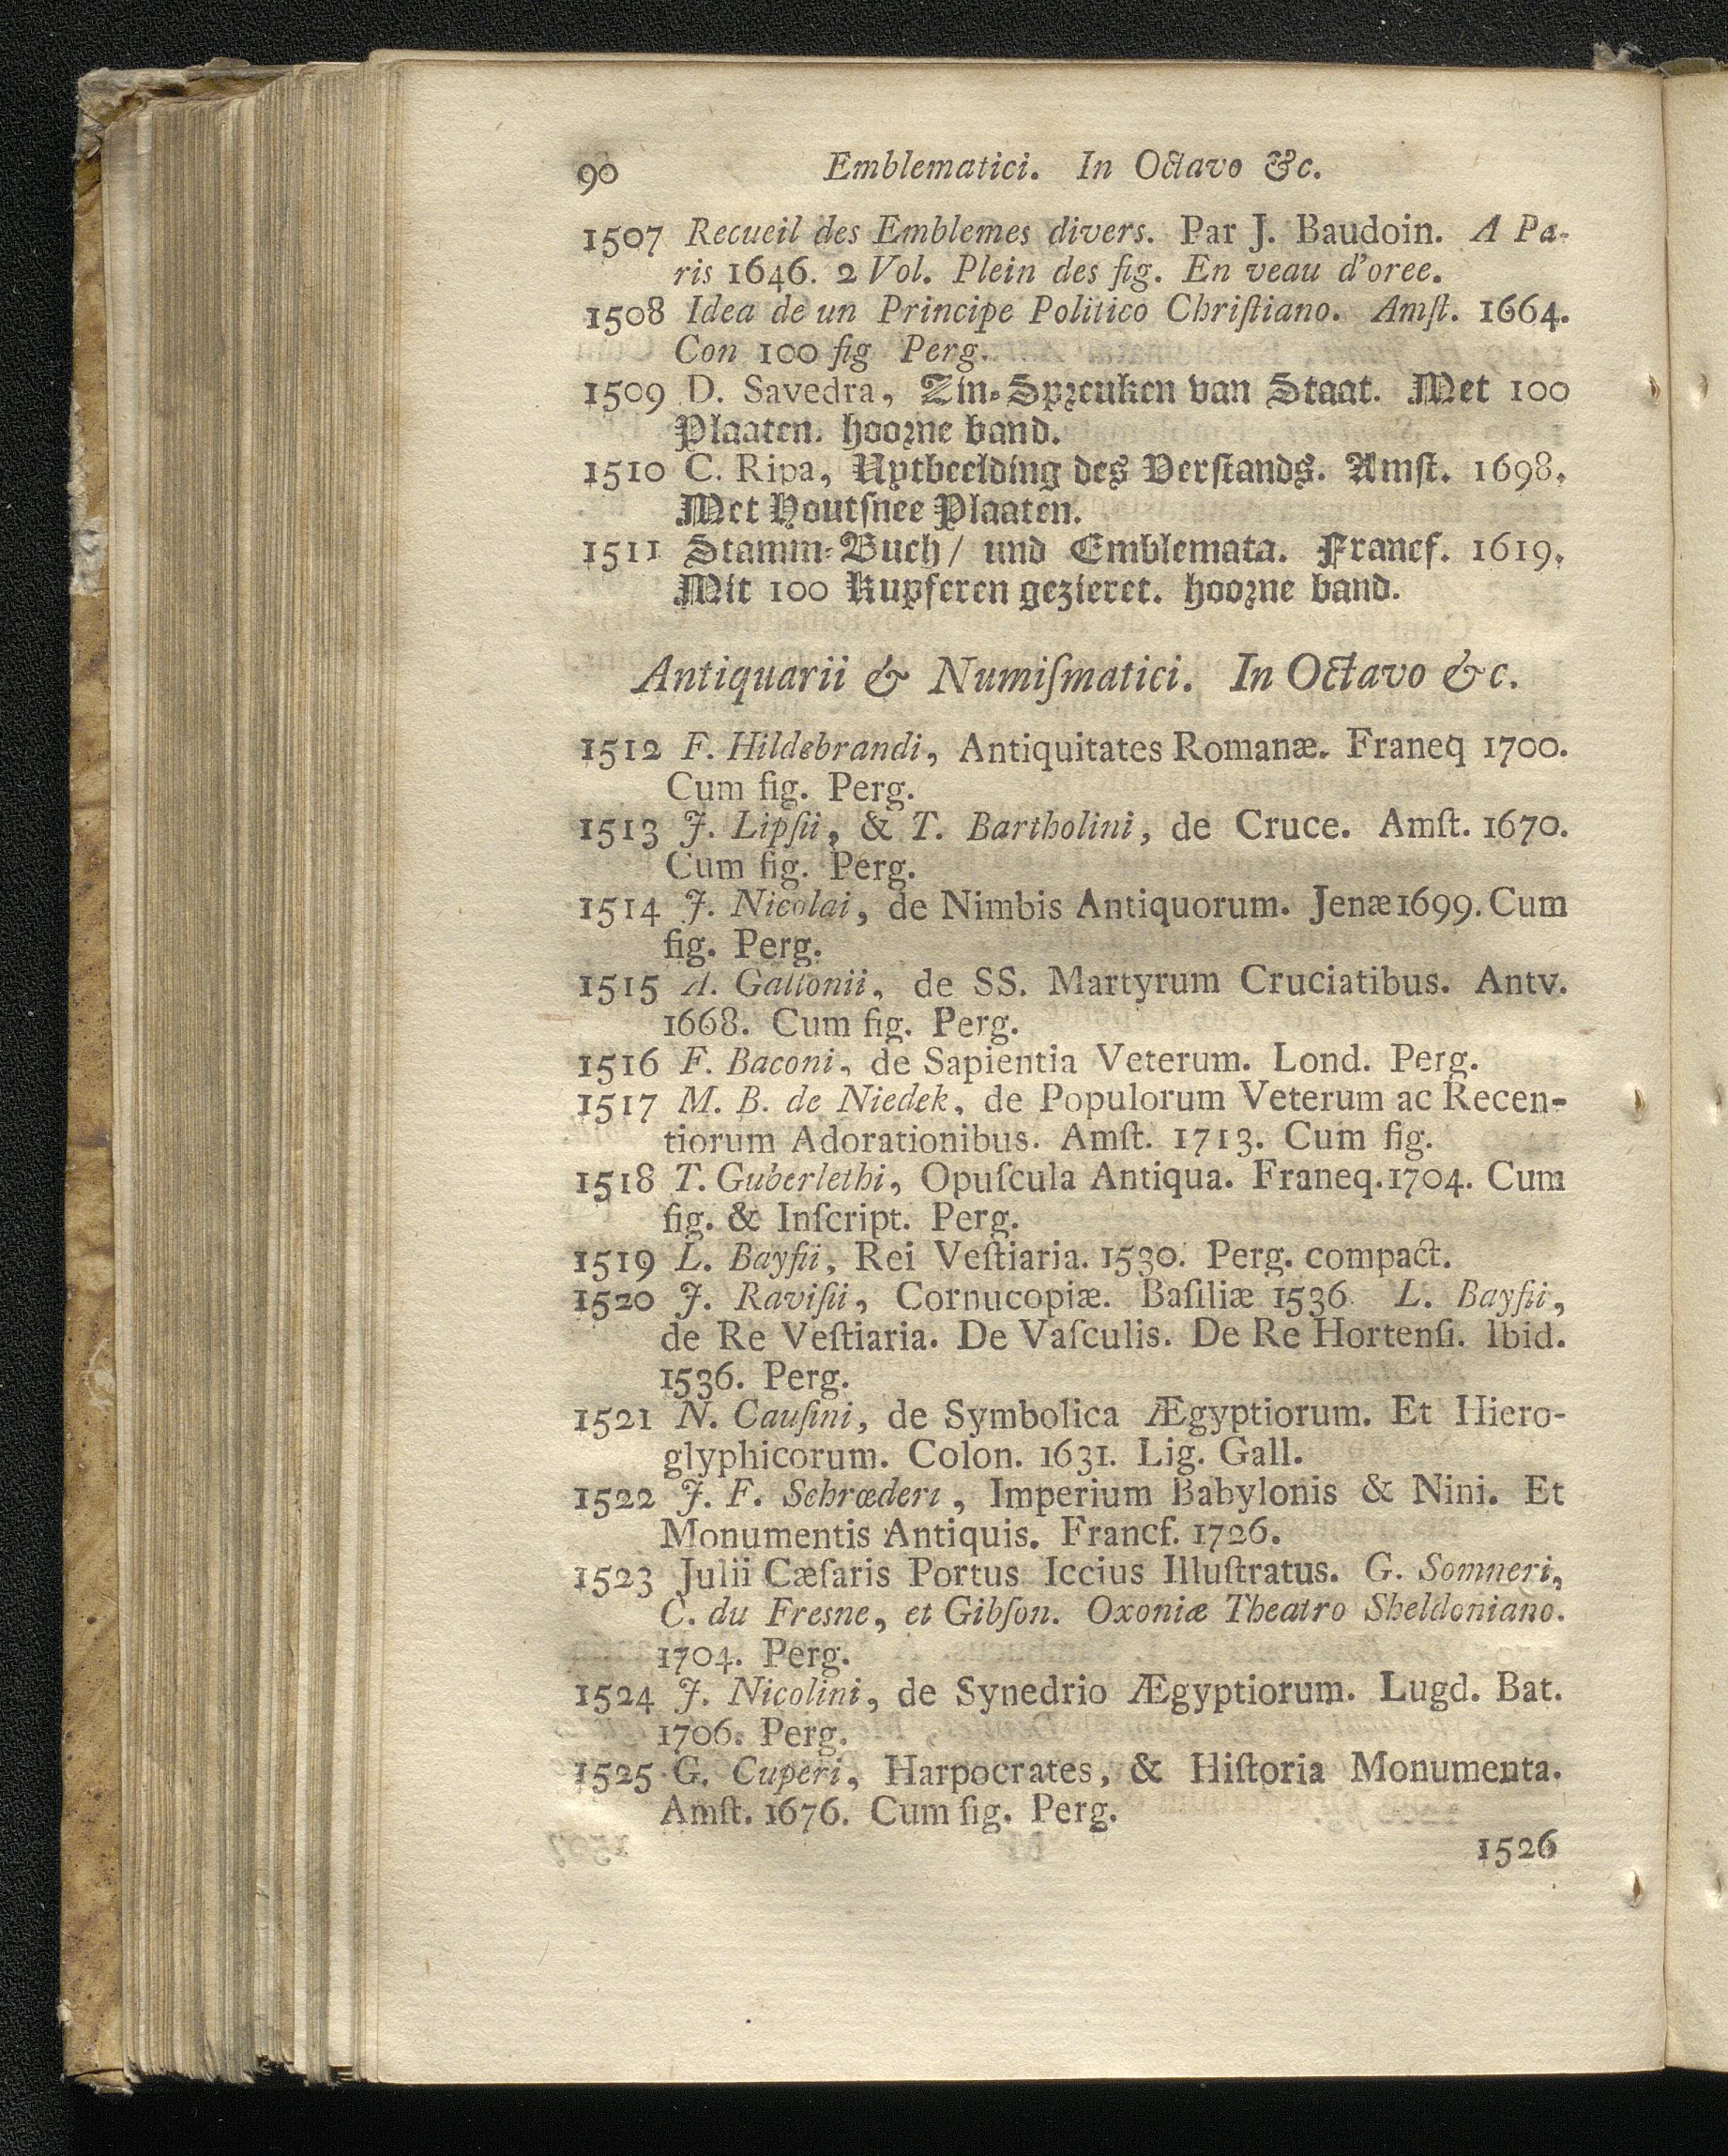 90 Emblematici. In Octavo &c.
1507 Recueil des Emblemes divers. Par J. Baudoin. A Pa-
ris 1646. 2 Vol. Plein des fig. En veau d'oree.
1508 Idea de un Principe Politico Chriſtiano. Amſt. 1664.
Con 100 fig Perg.
1509 D. Savedra, Zin-Spreuken van Staat. Met 100
Plaaten. hoorne band.
1510 C. Ripa, Uytbeelding des Verſtands. Amſt. 1698.
Met Houtſnee Plaaten.
1511 Stamm-Buch/ und Emblemata. Francf. 1619.
Mit 100 Kupferen gezieret. hoorne band.
Antiquarii & Numiſmatici. In Octavo &c.
1512 F. Hildebrandi, Antiquitates Romanæ. Franeq 1700.
Cum fig. Perg.
1513 J. Lipſii, & T. Bartholini, de Cruce. Amſt. 1670.
Cum fig. Perg.
1514 J. Nicolai, de Nimbis Antiquorum. Jenæ 1699. Cum
fig. Perg.
1515 A. Gallonii, de SS. Martyrum Cruciatibus. Antv.
1668. Cum fig. Perg.
1516 F. Baconi, de Sapientia Veterum. Lond. Perg.
1517 M. B. de Niedek, de Populorum Veterum ac Recen-
tiorum Adorationibus. Amſt. 1713. Cum fig.
1518 T. Guberlethi, Opuſcula Antiqua. Franeq. 1704. Cum
fig. & Inſcript. Perg.
1519 L. Bayfii, Rei Veſtiaria. 1530. Perg. compact.
1520 J. Raviſii, Cornucopiæ. Baſiliæ 1536. L. Bayfii,
de Re Veſtiaria. De Vaſculis. De Re Hortenſi. Ibid.
1536. Perg.
1521 N. Cauſini, de Symbolica Ægyptiorum. Et Hiero-
glyphicorum. Colon. 1631. Lig. Gall.
1522 J. F. Schrœderi, Imperium Babylonis & Nini. Et
Monumentis Antiquis. Francf. 1726.
1523 Julii Cæſaris Portus Iccius Illuſtratus. G. Somneri,
C. du Fresne, et Gibſon. Oxoniæ Theatro Sheldoniano.
1704. Perg.
1524 J. Nicolini, de Synedrio Ægyptiorum. Lugd. Bat.
1706. Perg.
1525 G. Cuperi, Harpocrates, & Hiſtoria Monumenta.
Amſt. 1676. Cum fig. Perg.
1526